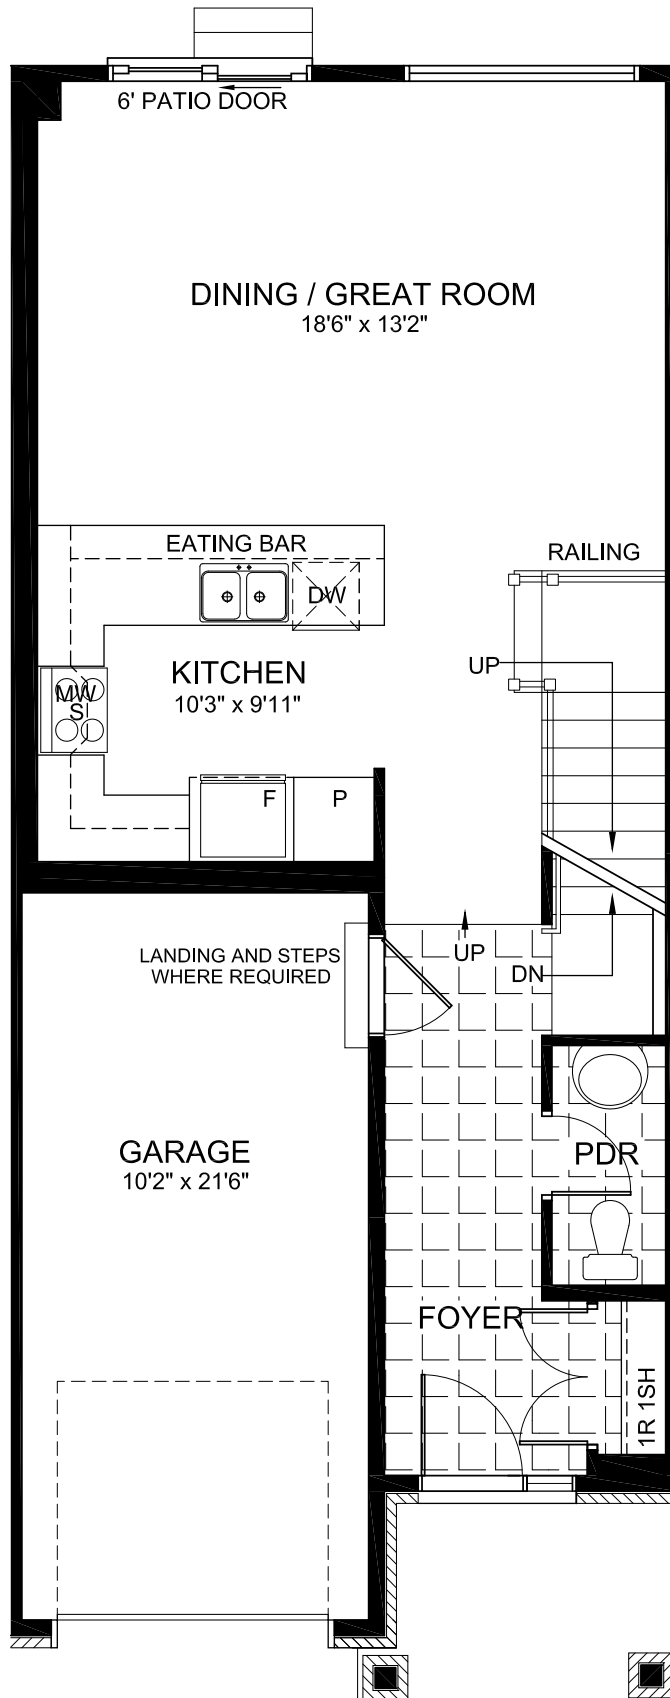 6' PATIO DOOR
DINING / GREAT ROOM
18'6" x 13'2"
EATING BAR
RAILING
DW
UP
KITCHEN
10'3" x 9'11"
MW
S
F
P
LANDING AND STEPS
WHERE REQUIRED
UP
DN
GARAGE
10'2" x 21'6"
PDR
FOYER
1R 1SH